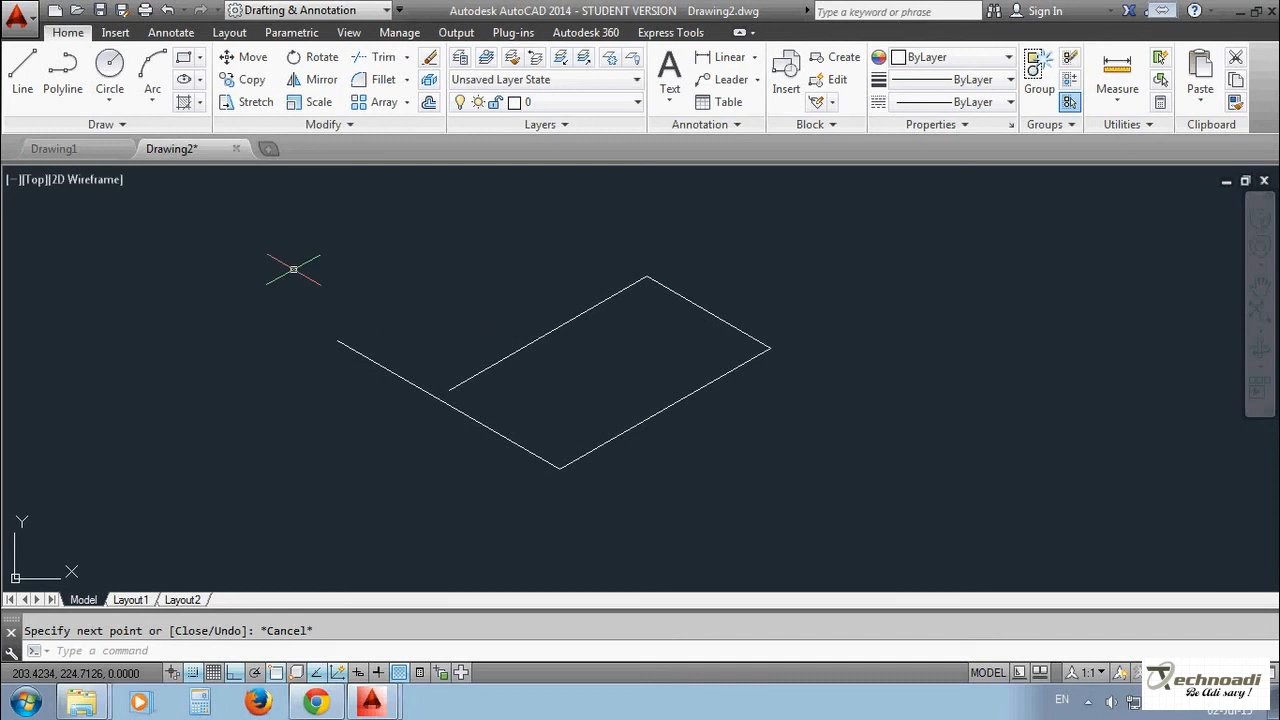 Drafting & Annotation
Autodesk AutoCAD 2014 - STUDENT VERSION Drawing2.dwg
Type a keyword or phrase
Sign In
Home Insert Annotate Layout Parametric View Manage Output Plug-ins Autodesk 360 Express Tools
Line Polyline Circle Arc
Move Rotate Trim
Copy Mirror Fillet
Stretch Scale Array
Unsaved Layer State
0
Text
Linear
Leader
Table
Insert
Create
Edit
ByLayer
ByLayer
ByLayer
Group
Measure
Paste
Draw Modify Layers Annotation Block Properties Groups Utilities Clipboard
Drawing1 Drawing2*
[−][Top][2D Wireframe]
Y
X
Model Layout1 Layout2
Specify next point or [Close/Undo]: *Cancel*
Type a command
203.4234, 224.7126, 0.0000
MODEL
1:1
EN
Technoadi
Be Adi sary !